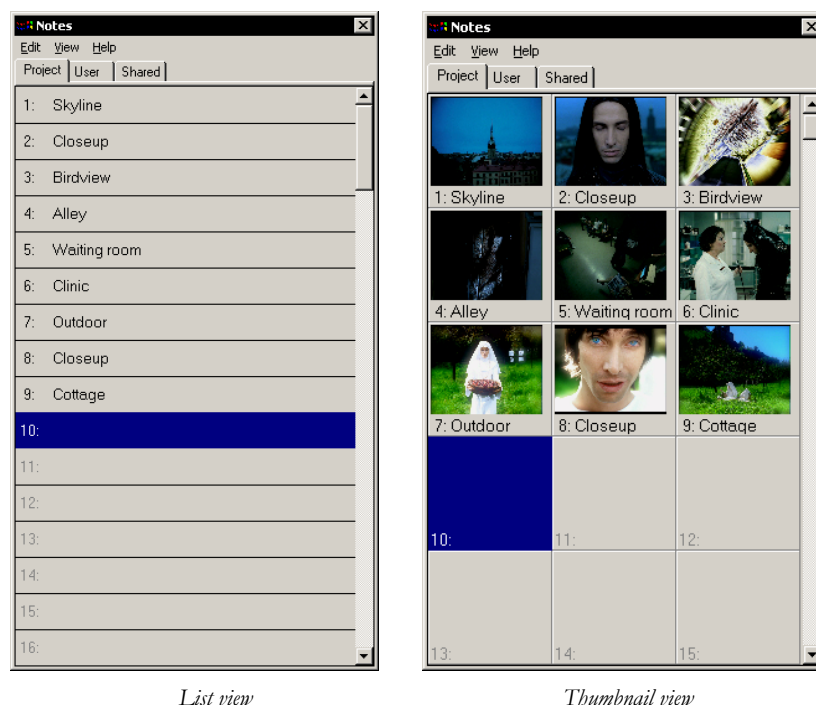 Notes
Edit View Help
Project User Shared
1: Skyline
2: Closeup
3: Birdview
4: Alley
5: Waiting room
6: Clinic
7: Outdoor
8: Closeup
9: Cottage
10:
11:
12:
13:
14:
15:
16:
List view
Notes
Edit View Help
Project User Shared
1: Skyline 2: Closeup 3: Birdview
4: Alley 5: Waiting room 6: Clinic
7: Outdoor 8: Closeup 9: Cottage
10: 11: 12:
13: 14: 15:
Thumbnail view